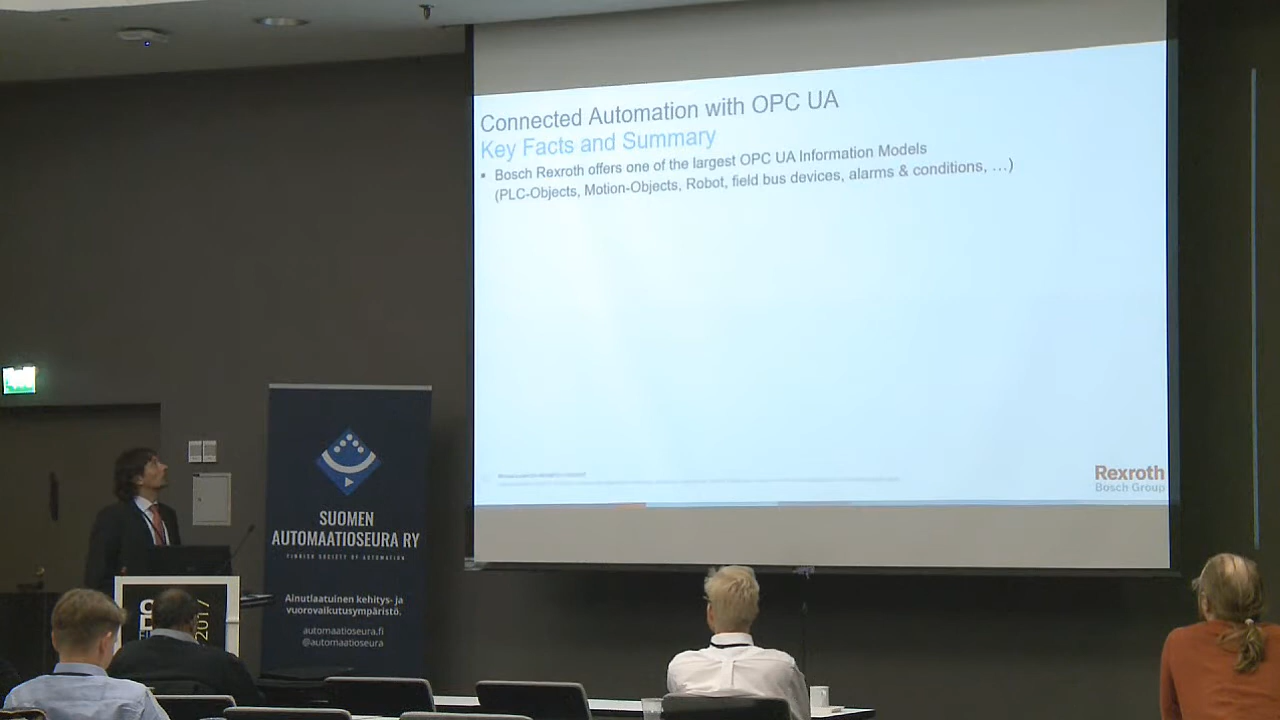 Connected Automation with OPC UA
Key Facts and Summary
▪ Bosch Rexroth offers one of the largest OPC UA Information Models
(PLC-Objects, Motion-Objects, Robot, field bus devices, alarms & conditions, …)
Rexroth
Bosch Group
SUOMEN
AUTOMAATIOSEURA RY
FINNISH SOCIETY OF AUTOMATION
Ainutlaatuinen kehitys- ja
vuorovaikutusympäristö.
automaatioseura.fi
@automaatioseura
2017